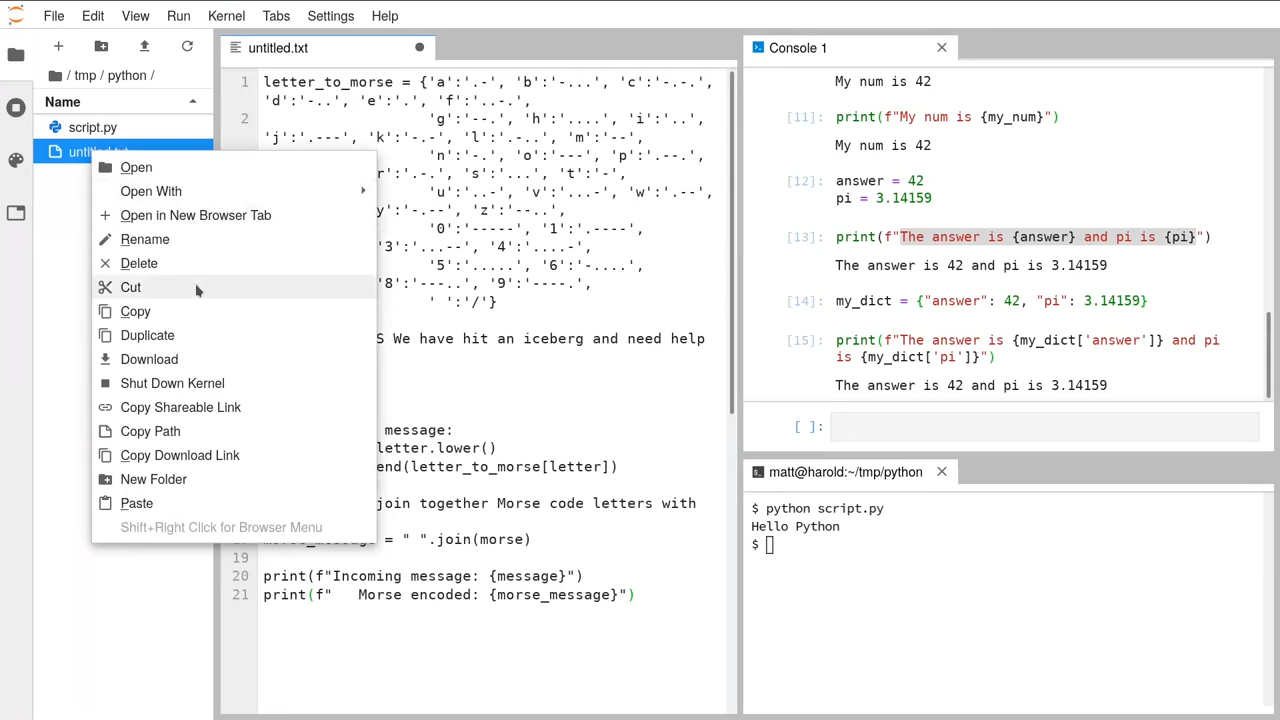 File Edit View Run Kernel Tabs Settings Help
/ tmp / python /
Name
script.py
Open
Open With
Open in New Browser Tab
Rename
Delete
Cut
Copy
Duplicate
Download
Shut Down Kernel
Copy Shareable Link
Copy Path
Copy Download Link
New Folder
Paste
Shift+Right Click for Browser Menu
untitled.txt
1 letter_to_morse = {'a':'.-', 'b':'-...', 'c':'-.-.',
'd':'-..', 'e':'.', 'f':'..-.',
2 'g':'--.', 'h':'....', 'i':'..',
'j':'.---', 'k':'-.-', 'l':'.-..', 'm':'--',
'n':'-.', 'o':'---', 'p':'.--.',
r':'.-.', 's':'...', 't':'-',
'u':'..-', 'v':'...-', 'w':'.--',
y':'-.--', 'z':'--..',
'0':'-----', '1':'.----',
'3':'...--', '4':'....-',
'5':'.....', '6':'-....',
'8':'---..', '9':'----.',
' ':'/'}
S We have hit an iceberg and need help
message:
letter.lower()
end(letter_to_morse[letter])
join together Morse code letters with
morse_message = " ".join(morse)
19
20 print(f"Incoming message: {message}")
21 print(f"   Morse encoded: {morse_message}")
Console 1
My num is 42
[11]: print(f"My num is {my_num}")
My num is 42
[12]: answer = 42
pi = 3.14159
[13]: print(f"The answer is {answer} and pi is {pi}")
The answer is 42 and pi is 3.14159
[14]: my_dict = {"answer": 42, "pi": 3.14159}
[15]: print(f"The answer is {my_dict['answer']} and pi
is {my_dict['pi']}")
The answer is 42 and pi is 3.14159
[ ]:
matt@harold:~/tmp/python
$ python script.py
Hello Python
$